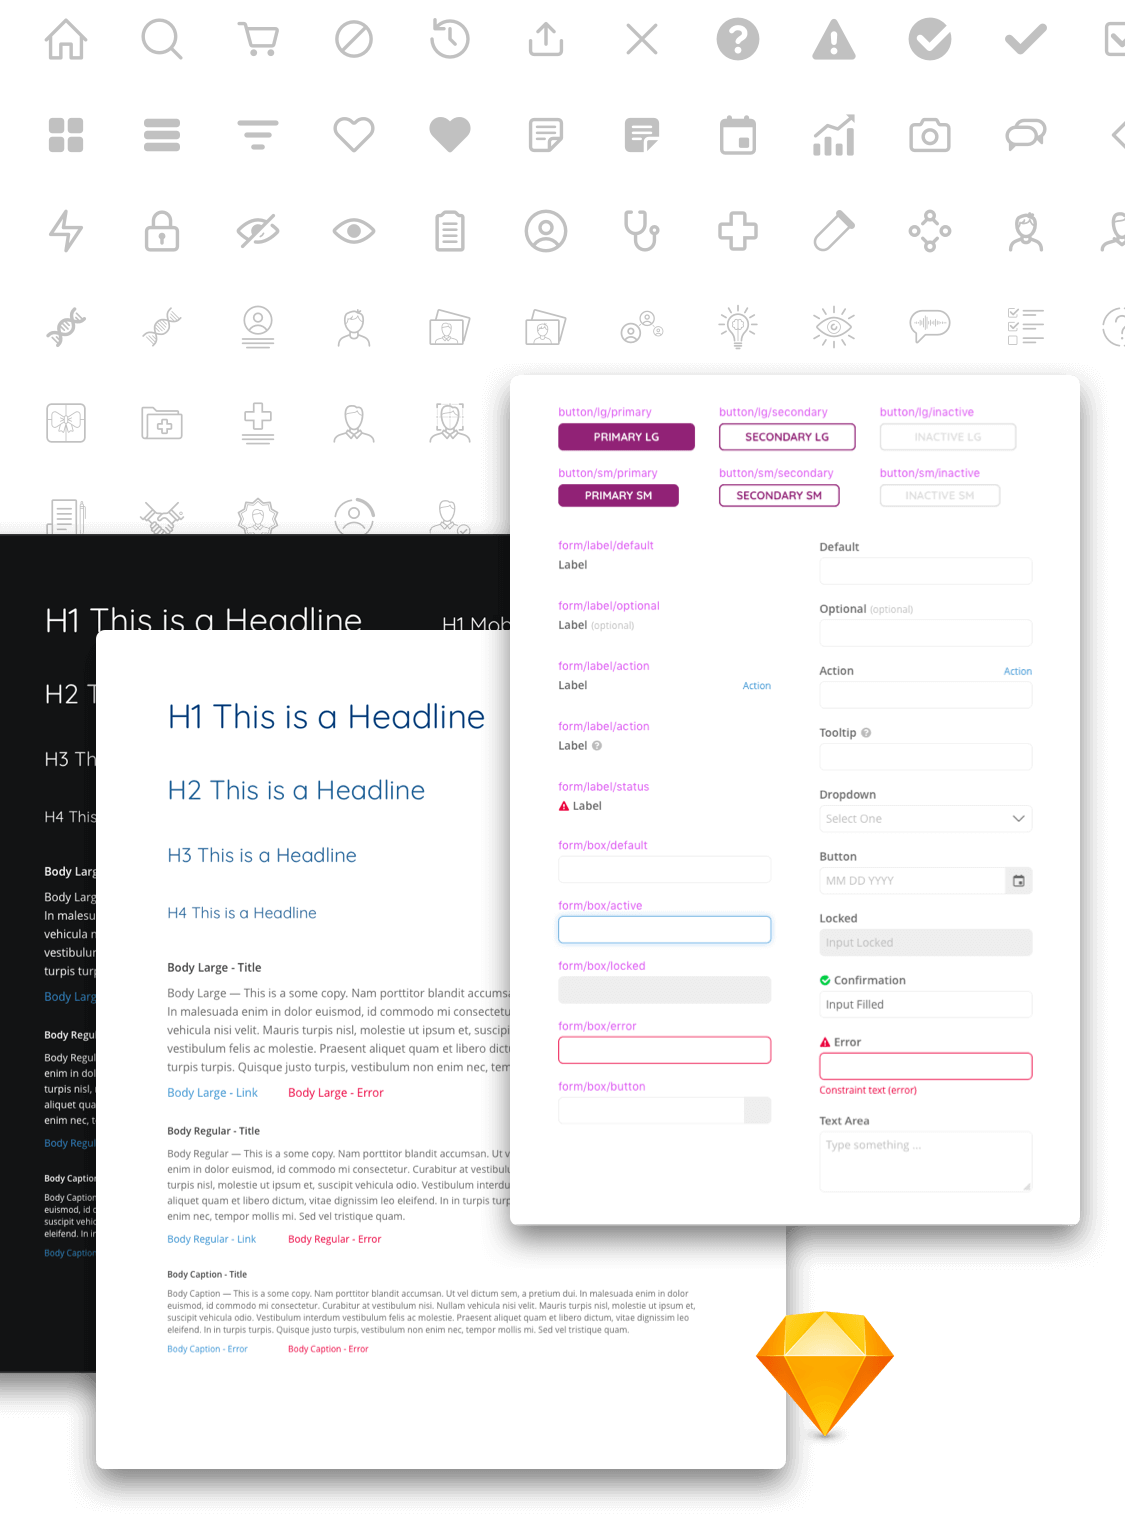 button/lg/primary
button/lg/secondary
button/lg/inactive
PRIMARY LG
SECONDARY LG
INACTIVE LG
button/sm/primary
button/sm/secondary
button/sm/inactive
PRIMARY SM
SECONDARY SM
INACTIVE SM
form/label/default
Label
form/label/optional
Label (optional)
form/label/action
Label
Action
form/label/action
Label
form/label/status
Label
form/box/default
form/box/active
form/box/locked
form/box/error
form/box/button
Default
Optional (optional)
Action
Action
Tooltip
Dropdown
Select One
Button
MM DD YYYY
Locked
Input Locked
Confirmation
Input Filled
Error
Constraint text (error)
Text Area
Type something ...
H1 This is a Headline
H1 Mob
H2 T
H3 Th
H4 This
Body Larg
Body Larg
In malesu
vehicula n
vestibulur
turpis tur
Body Larg
Body Regul
Body Regul
enim in dol
turpis nisl,
aliquet qua
enim nec, t
Body Regul
Body Caption
Body Caption
euismod, id c
suscipit vehic
eleifend. In ir
Body Caption
H1 This is a Headline
H2 This is a Headline
H3 This is a Headline
H4 This is a Headline
Body Large - Title
Body Large — This is a some copy. Nam porttitor blandit accumsa
In malesuada enim in dolor euismod, id commodo mi consectetu
vehicula nisi velit. Mauris turpis nisl, molestie ut ipsum et, suscipi
vestibulum felis ac molestie. Praesent aliquet quam et libero dictu
turpis turpis. Quisque justo turpis, vestibulum non enim nec, tem
Body Large - Link
Body Large - Error
Body Regular - Title
Body Regular — This is a some copy. Nam porttitor blandit accumsan. Ut v
enim in dolor euismod, id commodo mi consectetur. Curabitur at vestibulu
turpis nisl, molestie ut ipsum et, suscipit vehicula odio. Vestibulum interdu
aliquet quam et libero dictum, vitae dignissim leo eleifend. In in turpis turp
enim nec, tempor mollis mi. Sed vel tristique quam.
Body Regular - Link
Body Regular - Error
Body Caption - Title
Body Caption — This is a some copy. Nam porttitor blandit accumsan. Ut vel dictum sem, a pretium dui. In malesuada enim in dolor
euismod, id commodo mi consectetur. Curabitur at vestibulum nisi. Nullam vehicula nisi velit. Mauris turpis nisl, molestie ut ipsum et,
suscipit vehicula odio. Vestibulum interdum vestibulum felis ac molestie. Praesent aliquet quam et libero dictum, vitae dignissim leo
eleifend. In in turpis turpis. Quisque justo turpis, vestibulum non enim nec, tempor mollis mi. Sed vel tristique quam.
Body Caption - Error
Body Caption - Error